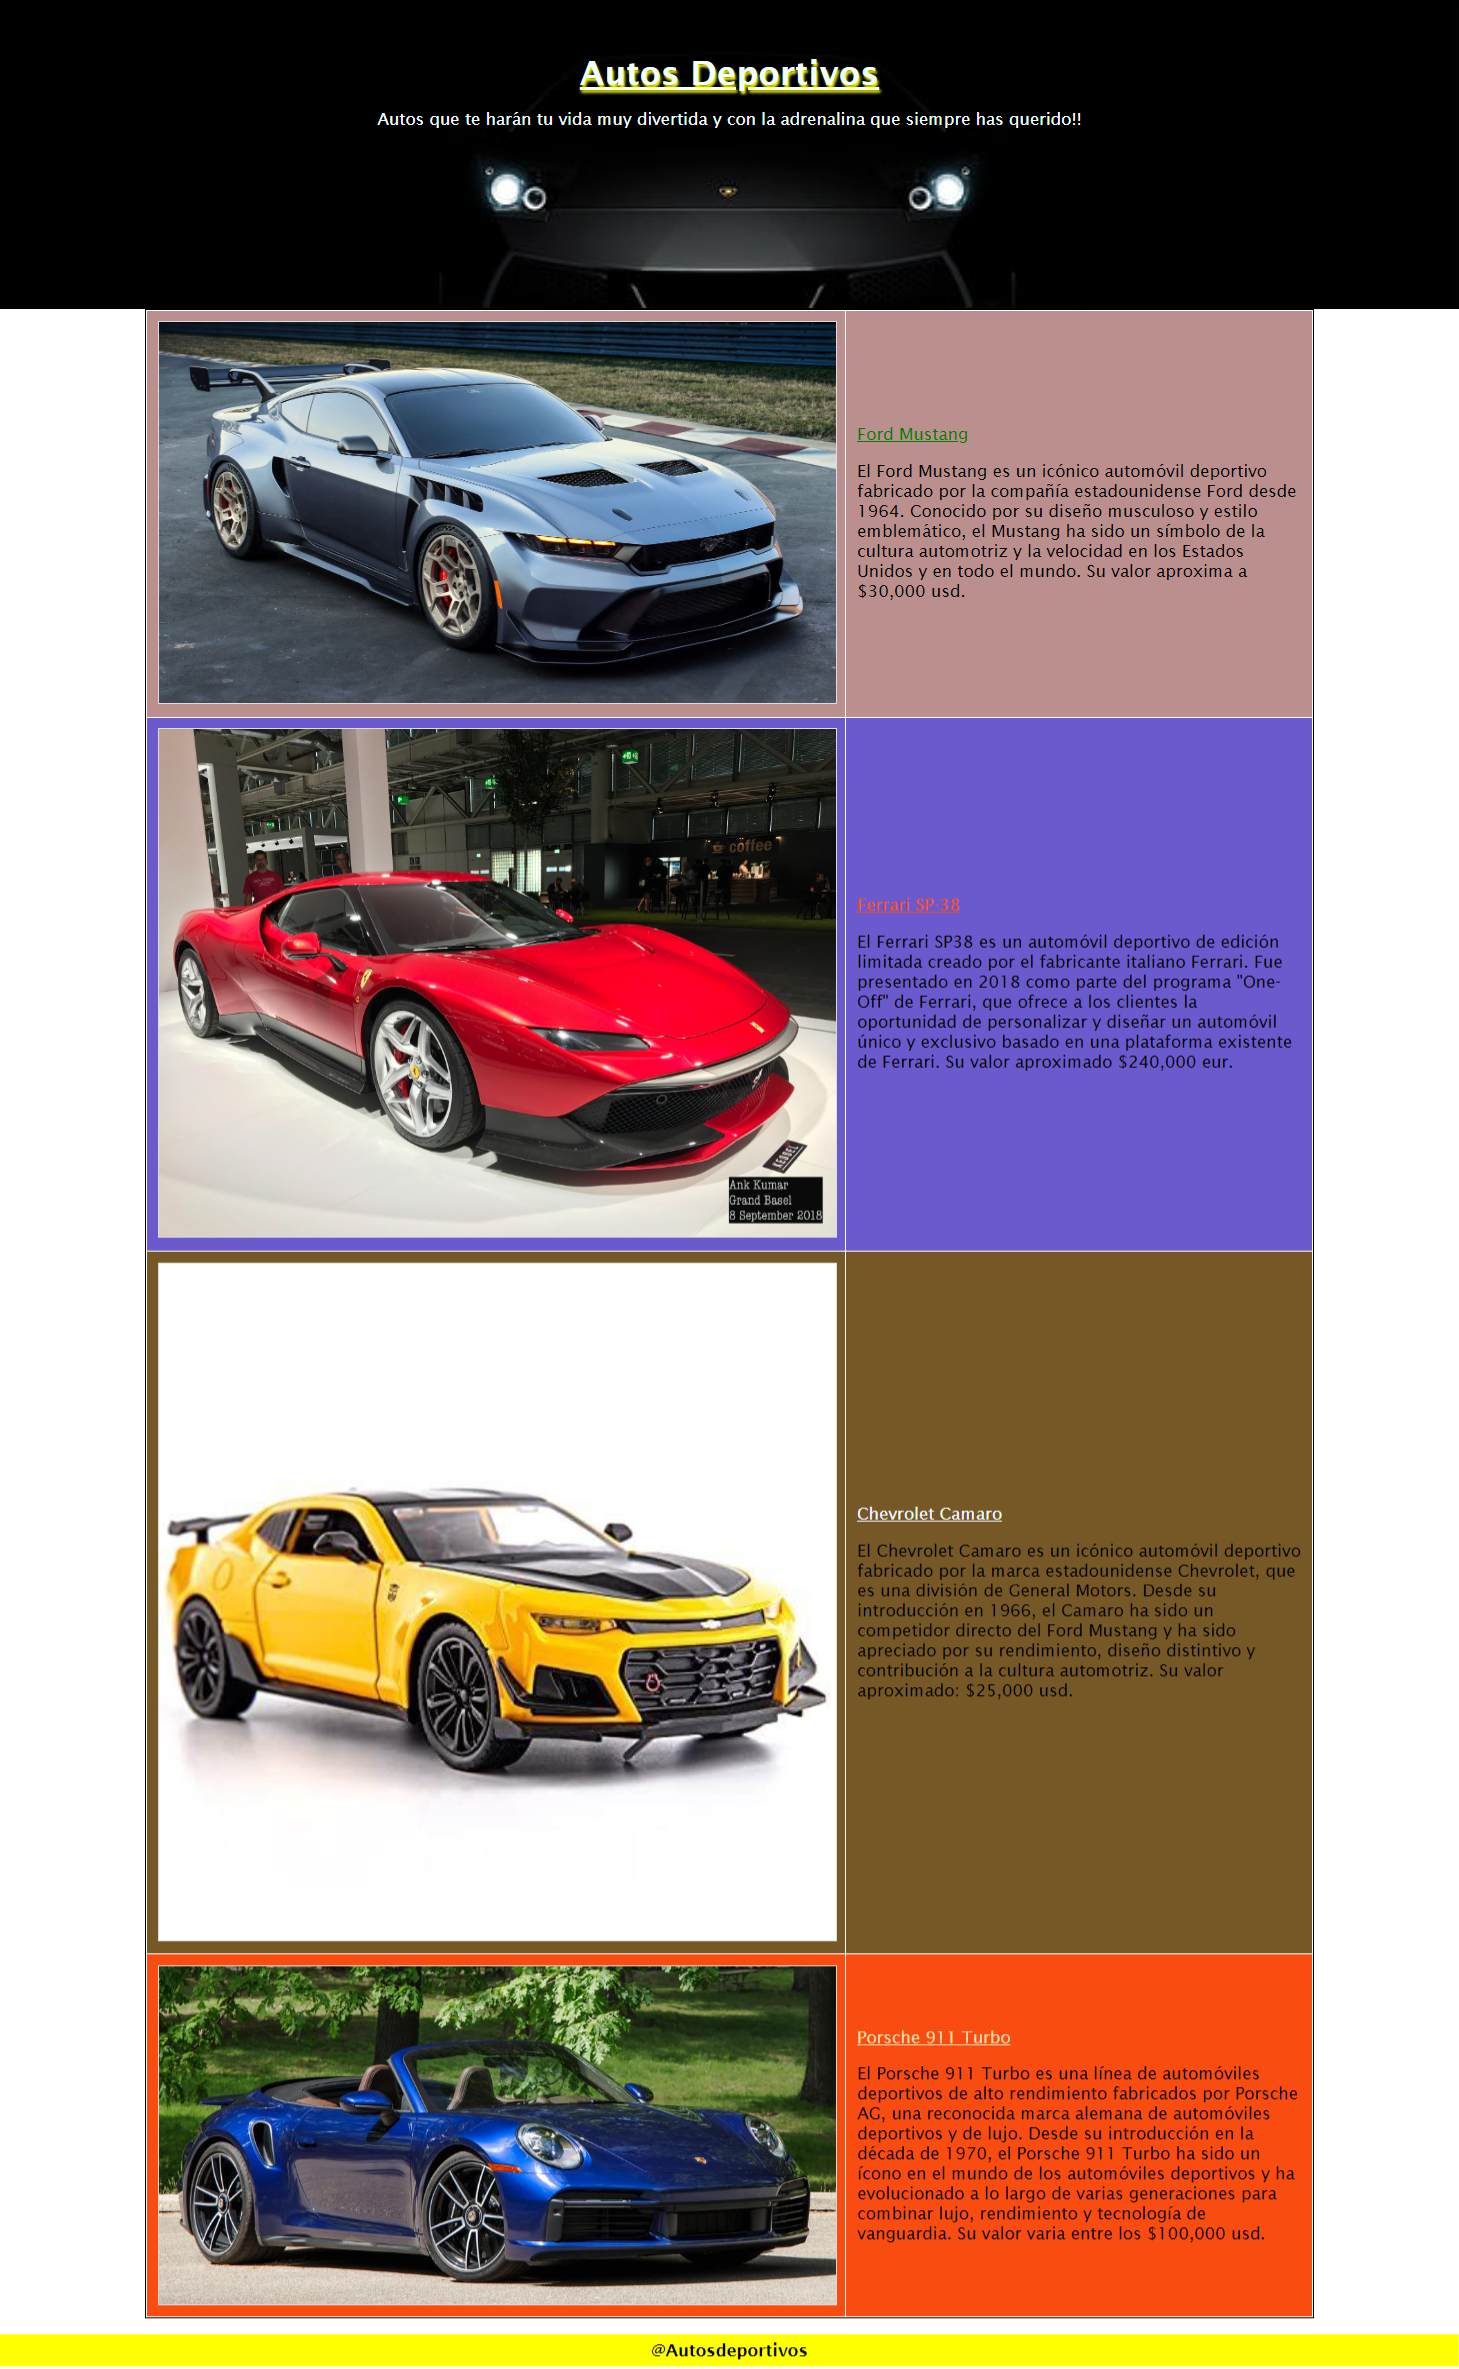 Autos Deportivos
Autos que te harán tu vida muy divertida y con la adrenalina que siempre has querido!!
Ford Mustang
El Ford Mustang es un icónico automóvil deportivo
fabricado por la compañía estadounidense Ford desde
1964. Conocido por su diseño musculoso y estilo
emblemático, el Mustang ha sido un símbolo de la
cultura automotriz y la velocidad en los Estados
Unidos y en todo el mundo. Su valor aproxima a
$30,000 usd.
coffee
KESSEL
Ank Kumar
Grand Basel
8 September 2018
Ferrari SP-38
El Ferrari SP38 es un automóvil deportivo de edición
limitada creado por el fabricante italiano Ferrari. Fue
presentado en 2018 como parte del programa "One-
Off" de Ferrari, que ofrece a los clientes la
oportunidad de personalizar y diseñar un automóvil
único y exclusivo basado en una plataforma existente
de Ferrari. Su valor aproximado $240,000 eur.
Chevrolet Camaro
El Chevrolet Camaro es un icónico automóvil deportivo
fabricado por la marca estadounidense Chevrolet, que
es una división de General Motors. Desde su
introducción en 1966, el Camaro ha sido un
competidor directo del Ford Mustang y ha sido
apreciado por su rendimiento, diseño distintivo y
contribución a la cultura automotriz. Su valor
aproximado: $25,000 usd.
Porsche 911 Turbo
El Porsche 911 Turbo es una línea de automóviles
deportivos de alto rendimiento fabricados por Porsche
AG, una reconocida marca alemana de automóviles
deportivos y de lujo. Desde su introducción en la
década de 1970, el Porsche 911 Turbo ha sido un
ícono en el mundo de los automóviles deportivos y ha
evolucionado a lo largo de varias generaciones para
combinar lujo, rendimiento y tecnología de
vanguardia. Su valor varia entre los $100,000 usd.
@Autosdeportivos